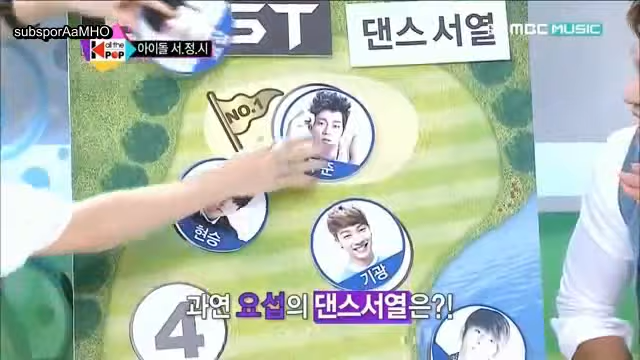 subsporAaMHO
all the
K POP
아이돌 서.정.시
ST
댄스 서열
MBC MUSIC
NO.1
준
현승
기광
과연 요섭의 댄스서열은?!
4